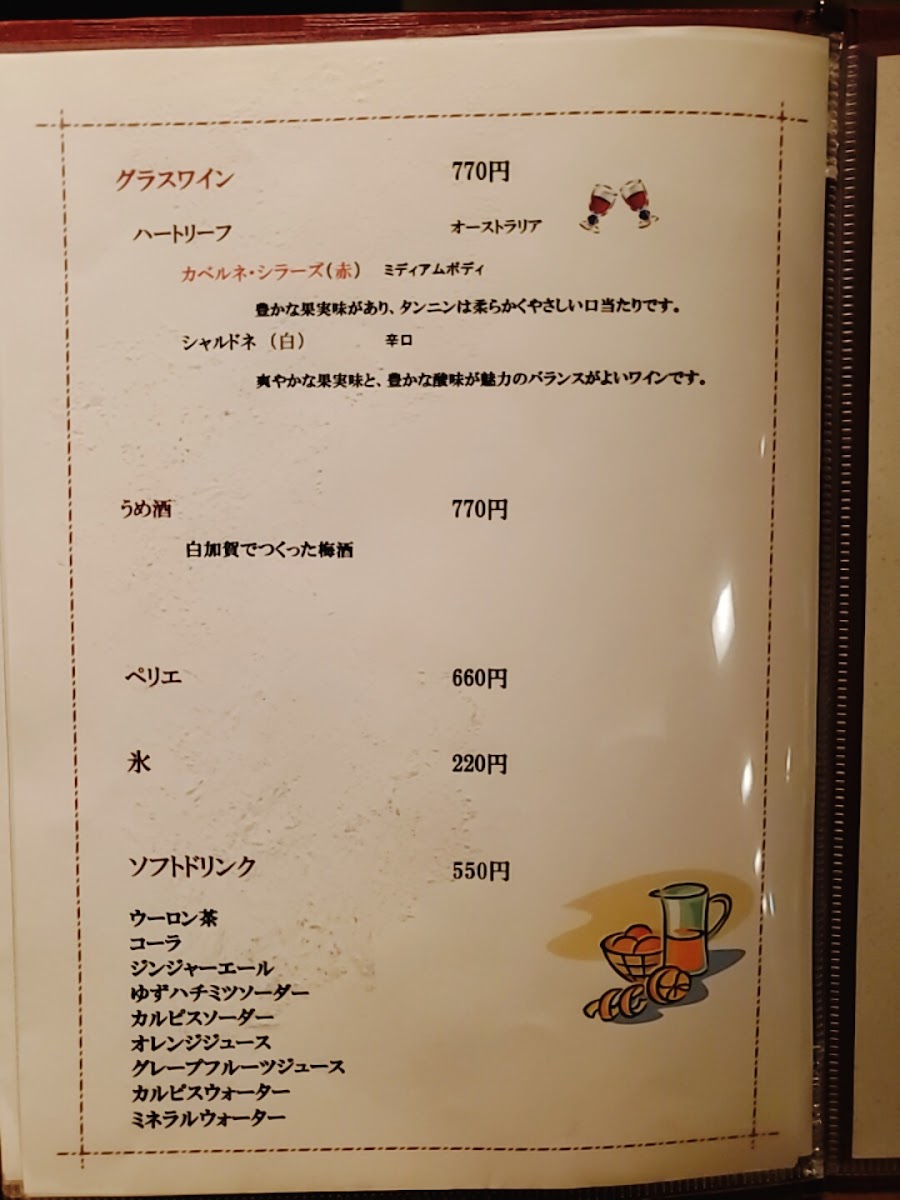 グラスワイン 770円
ハートリーフ オーストラリア
カベルネ・シラーズ(赤) ミディアムボディ
豊かな果実味があり、タンニンは柔らかくやさしい口当たりです。
シャルドネ (白) 辛口
爽やかな果実味と、豊かな酸味が魅力のバランスがよいワインです。
うめ酒 770円
白加賀でつくった梅酒
ペリエ 660円
氷 220円
ソフトドリンク 550円
ウーロン茶
コーラ
ジンジャーエール
ゆずハチミツソーダー
カルピスソーダー
オレンジジュース
グレープフルーツジュース
カルピスウォーター
ミネラルウォーター